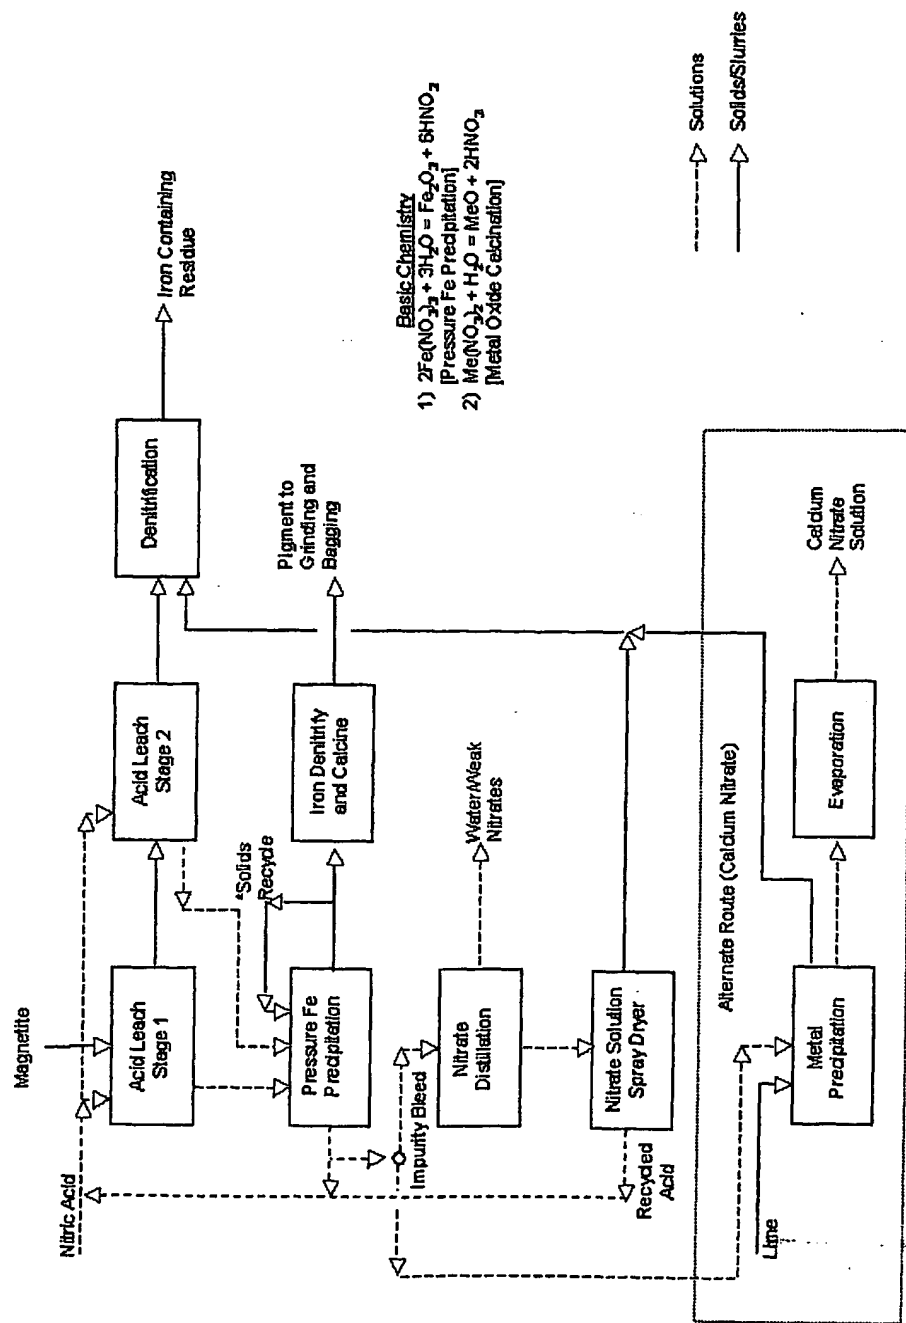 Magnetite
Nitric Acid
Acid Leach
Stage 1
Acid Leach
Stage 2
Denitrification
Iron Containing
Residue
*Solids
Recycle
Pressure Fe
Precipitation
Iron Denitrify
and Calcine
Pigment to
Grinding and
Bagging
Impurity Bleed
Nitrate
Distillation
Water/Weak
Nitrates
Recycled
Acid
Nitrate Solution
Spray Dryer
Basic Chemistry
1) 2Fe(NO₃)₃ + 3H₂O = Fe₂O₃ + 6HNO₃
[Pressure Fe Precipitation]
2) Me(NO₃)₂ + H₂O = MeO + 2HNO₃
[Metal Oxide Calcination]
Solutions
Solids/Slurries
Alternate Route (Calcium Nitrate)
Lime
Metal
Precipitation
Evaporation
Calcium
Nitrate
Solution